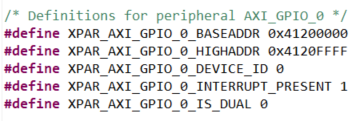 /* Definitions for peripheral AXI_GPIO_0 */
#define XPAR_AXI_GPIO_0_BASEADDR 0x41200000
#define XPAR_AXI_GPIO_0_HIGHADDR 0x4120FFFF
#define XPAR_AXI_GPIO_0_DEVICE_ID 0
#define XPAR_AXI_GPIO_0_INTERRUPT_PRESENT 1
#define XPAR_AXI_GPIO_0_IS_DUAL 0